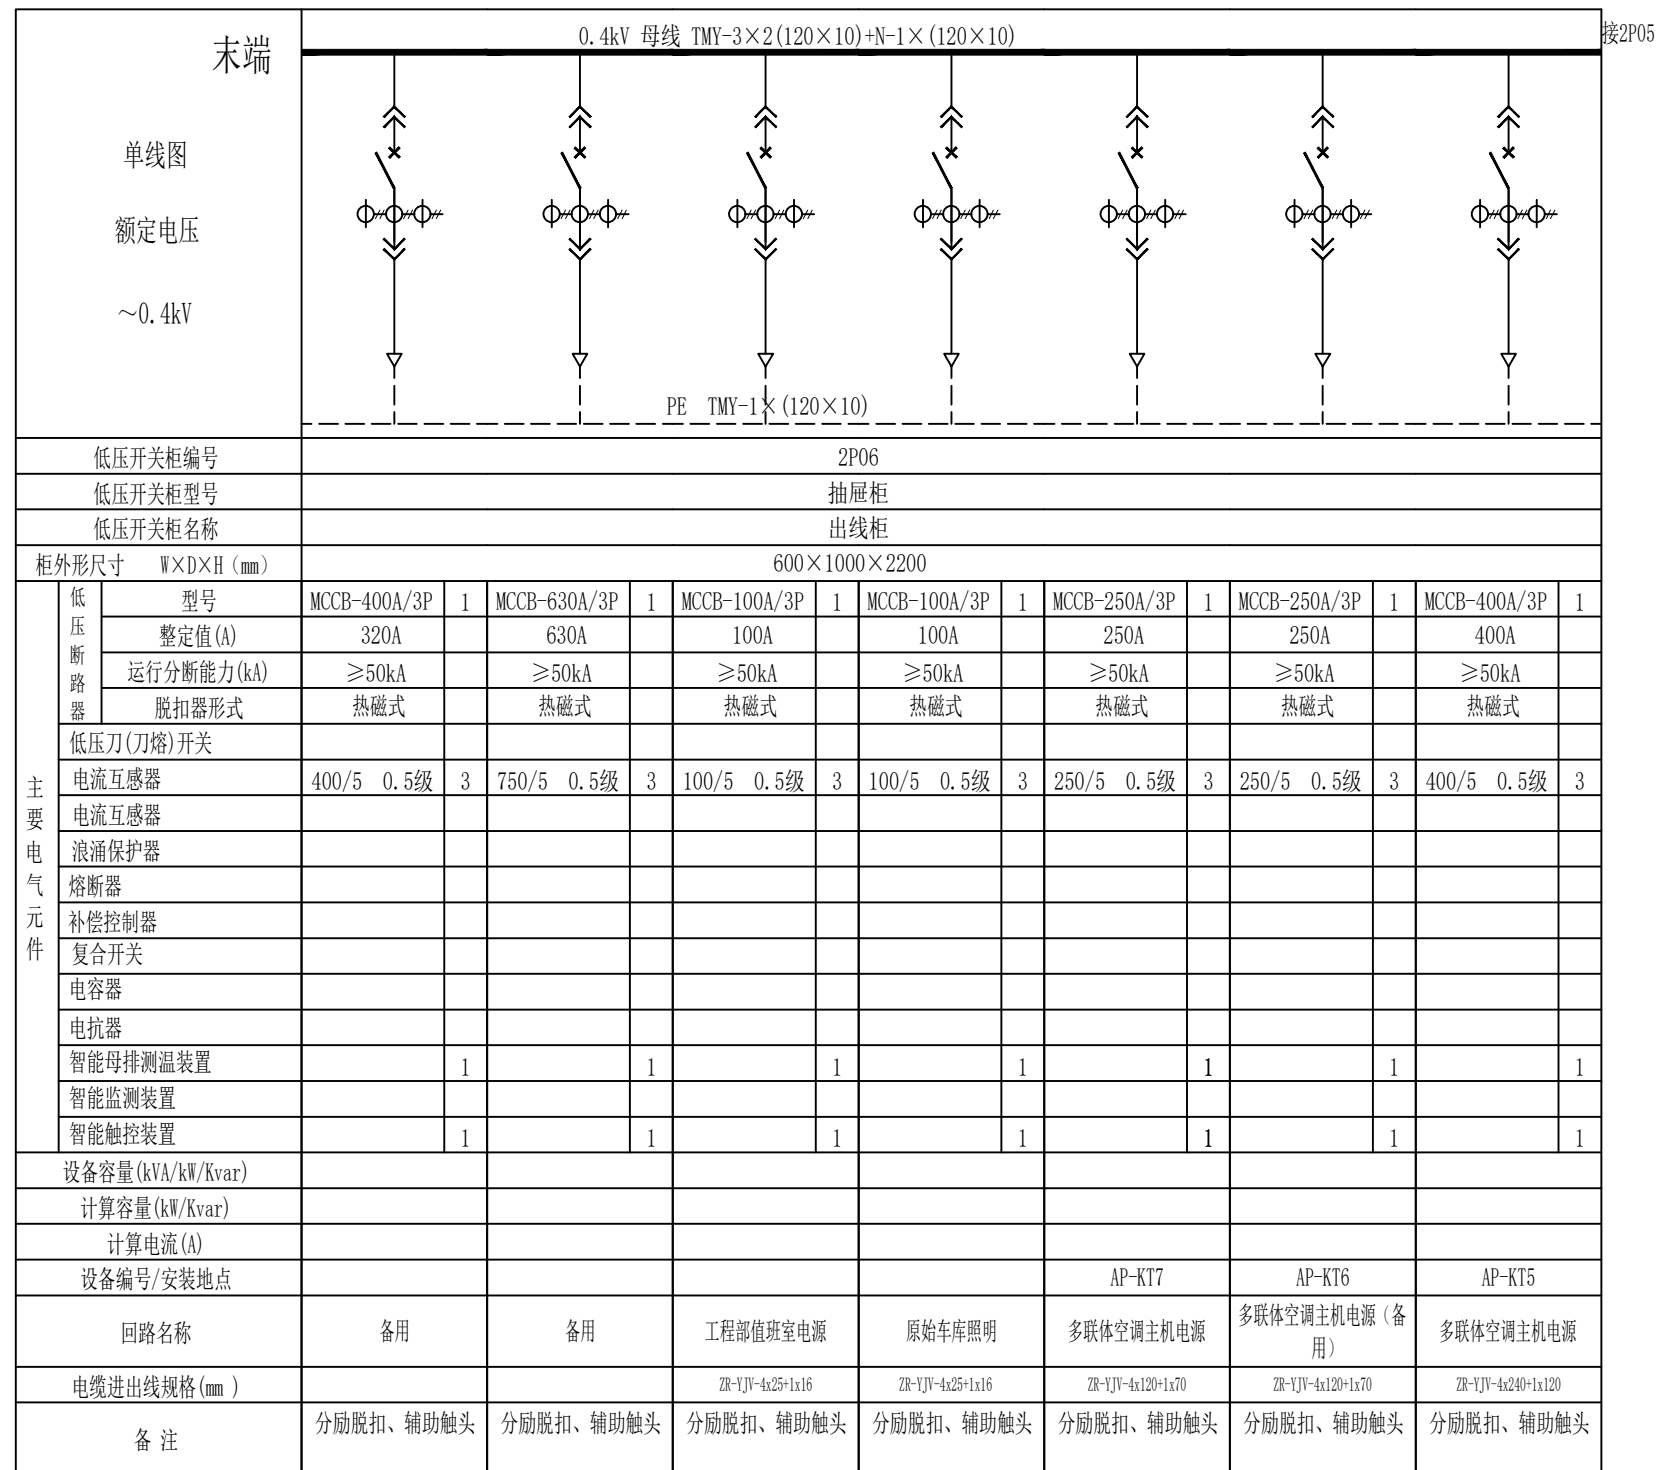 末端
0.4kV 母线 TMY-3×2(120×10)+N-1×(120×10)
接2P05
单线图
额定电压
~0.4kV
PE TMY-1×(120×10)
低压开关柜编号 2P06
低压开关柜型号 抽屉柜
低压开关柜名称 出线柜
柜外形尺寸 W×D×H（mm） 600×1000×2200
主要电气元件
低压断路器
型号 MCCB-400A/3P 1 MCCB-630A/3P 1 MCCB-100A/3P 1 MCCB-100A/3P 1 MCCB-250A/3P 1 MCCB-250A/3P 1 MCCB-400A/3P 1
整定值(A) 320A 630A 100A 100A 250A 250A 400A
运行分断能力(kA) ≥50kA ≥50kA ≥50kA ≥50kA ≥50kA ≥50kA ≥50kA
脱扣器形式 热磁式 热磁式 热磁式 热磁式 热磁式 热磁式 热磁式
低压刀(刀熔)开关
电流互感器 400/5 0.5级 3 750/5 0.5级 3 100/5 0.5级 3 100/5 0.5级 3 250/5 0.5级 3 250/5 0.5级 3 400/5 0.5级 3
电流互感器
浪涌保护器
熔断器
补偿控制器
复合开关
电容器
电抗器
智能母排测温装置 1 1 1 1 1 1 1
智能监测装置
智能触控装置 1 1 1 1 1 1 1
设备容量(kVA/kW/Kvar)
计算容量(kW/Kvar)
计算电流(A)
设备编号/安装地点 AP-KT7 AP-KT6 AP-KT5
回路名称 备用 备用 工程部值班室电源 原始车库照明 多联体空调主机电源 多联体空调主机电源（备用） 多联体空调主机电源
电缆进出线规格(mm ) ZR-YJV-4x25+1x16 ZR-YJV-4x25+1x16 ZR-YJV-4x120+1x70 ZR-YJV-4x120+1x70 ZR-YJV-4x240+1x120
备 注 分励脱扣、辅助触头 分励脱扣、辅助触头 分励脱扣、辅助触头 分励脱扣、辅助触头 分励脱扣、辅助触头 分励脱扣、辅助触头 分励脱扣、辅助触头